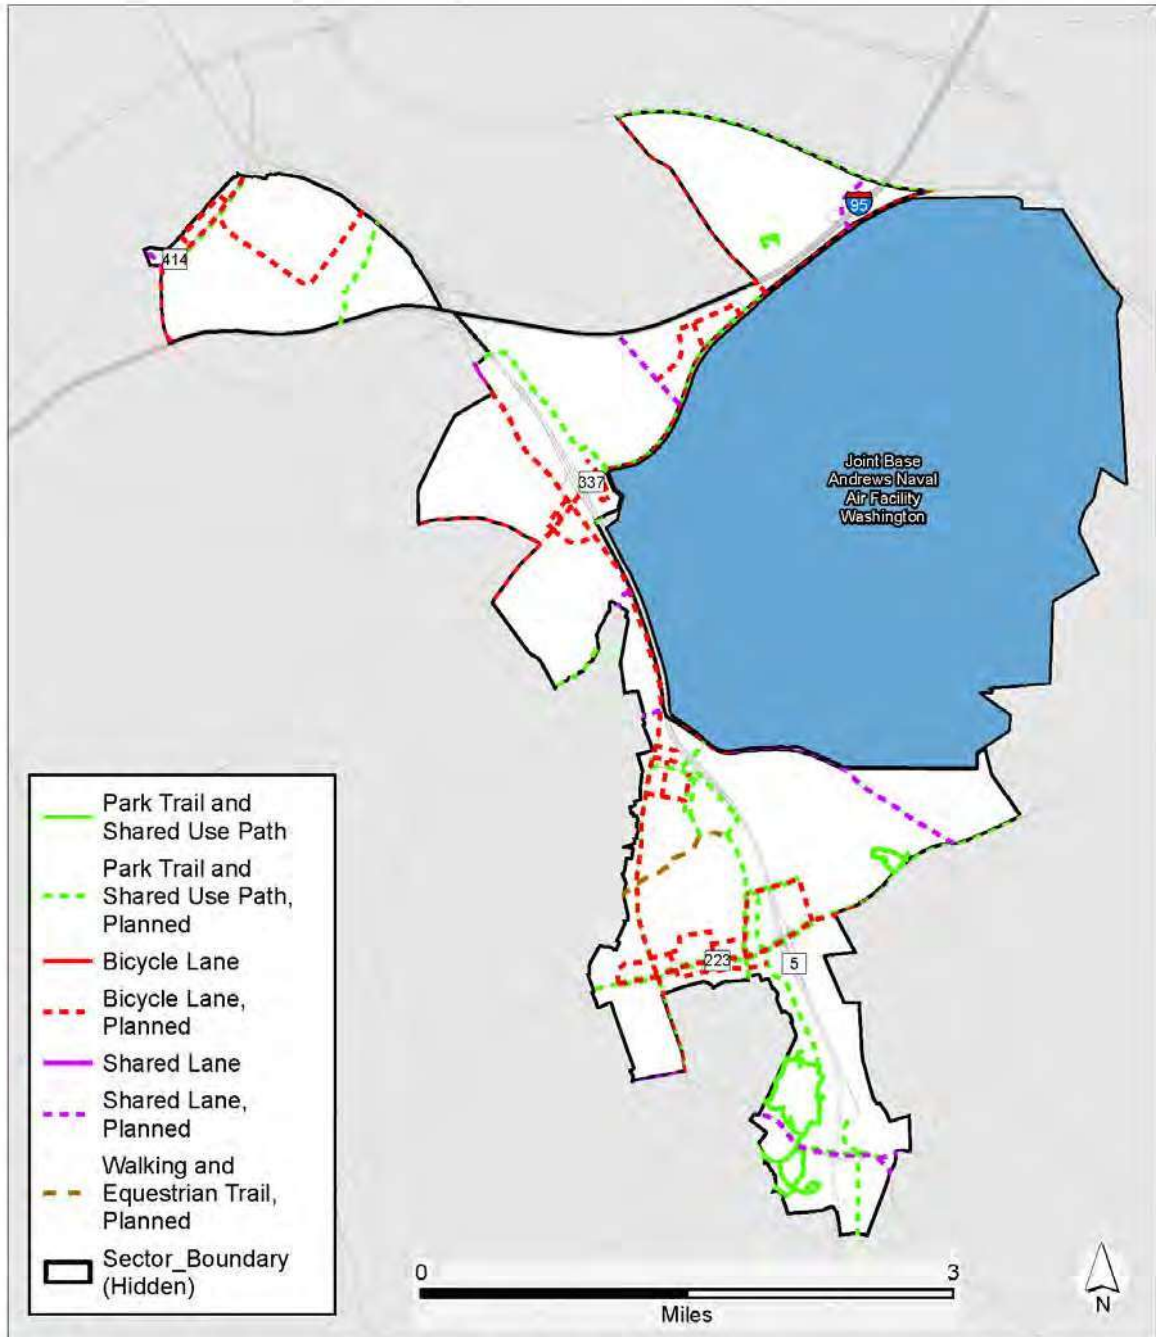 95
414
337
Joint Base
Andrews Naval
Air Facility
Washington
223
5
Park Trail and
Shared Use Path
Park Trail and
Shared Use Path,
Planned
Bicycle Lane
Bicycle Lane,
Planned
Shared Lane
Shared Lane,
Planned
Walking and
Equestrian Trail,
Planned
Sector_Boundary
(Hidden)
0 3
Miles
N